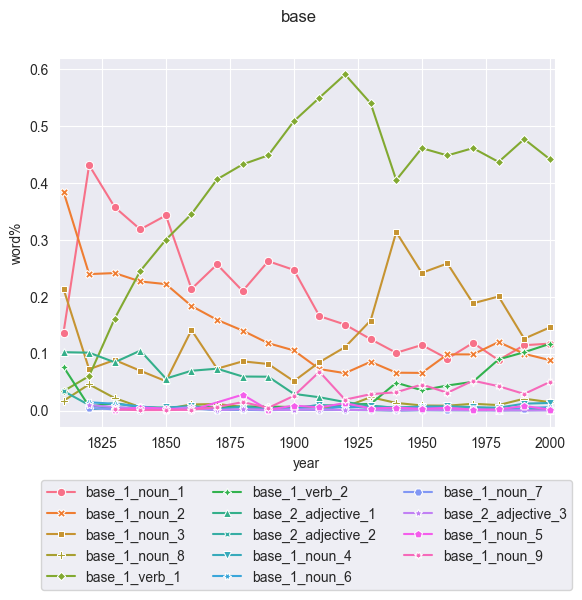 base
0.6
0.5
0.4
0.3
0.2
0.1
0.0
word%
1825 1850 1875 1900 1925 1950 1975 2000
year
base_1_noun_1 base_1_verb_2 base_1_noun_7
base_1_noun_2 base_2_adjective_1 base_2_adjective_3
base_1_noun_3 base_2_adjective_2 base_1_noun_5
base_1_noun_8 base_1_noun_4 base_1_noun_9
base_1_verb_1 base_1_noun_6